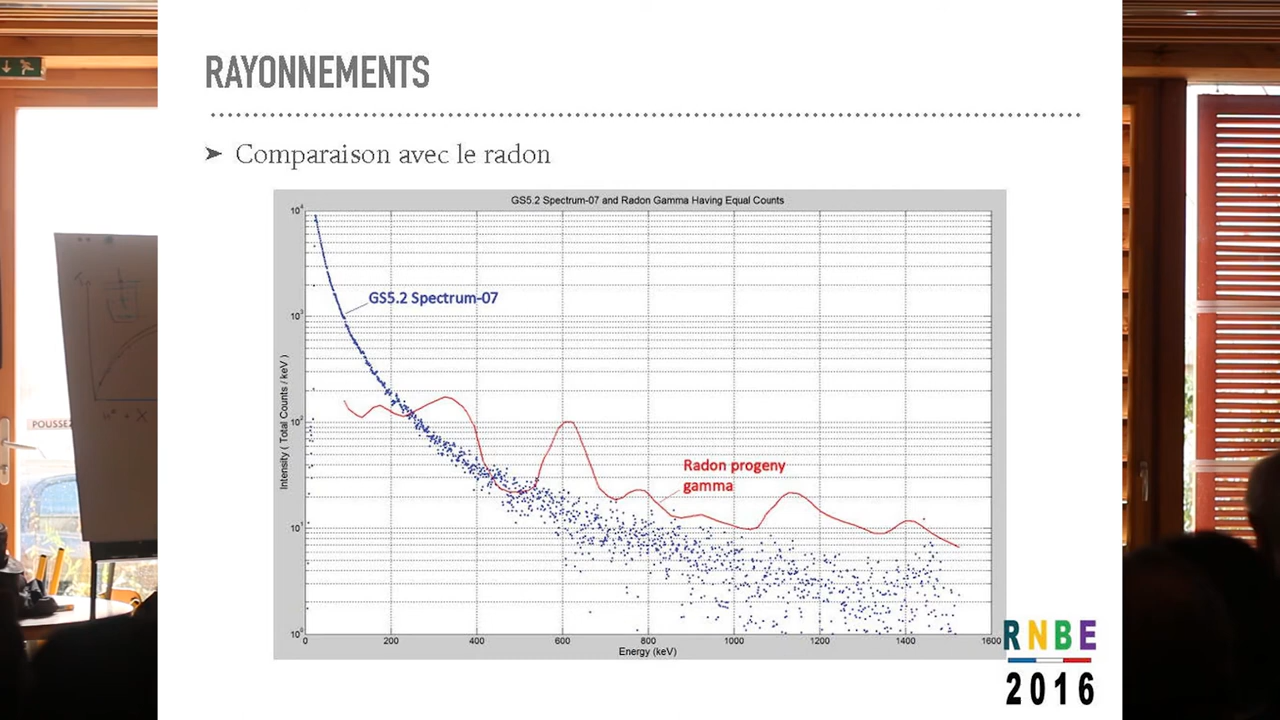 RAYONNEMENTS
➤ Comparaison avec le radon
GS5.2 Spectrum-07 and Radon Gamma Having Equal Counts
10⁴
10³
10²
10¹
10⁰
Intensity ( Total Counts / keV )
GS5.2 Spectrum-07
Radon progeny
gamma
0 200 400 600 800 1000 1200 1400 1600
Energy (keV)
RNBE
2016
POUSSEZ